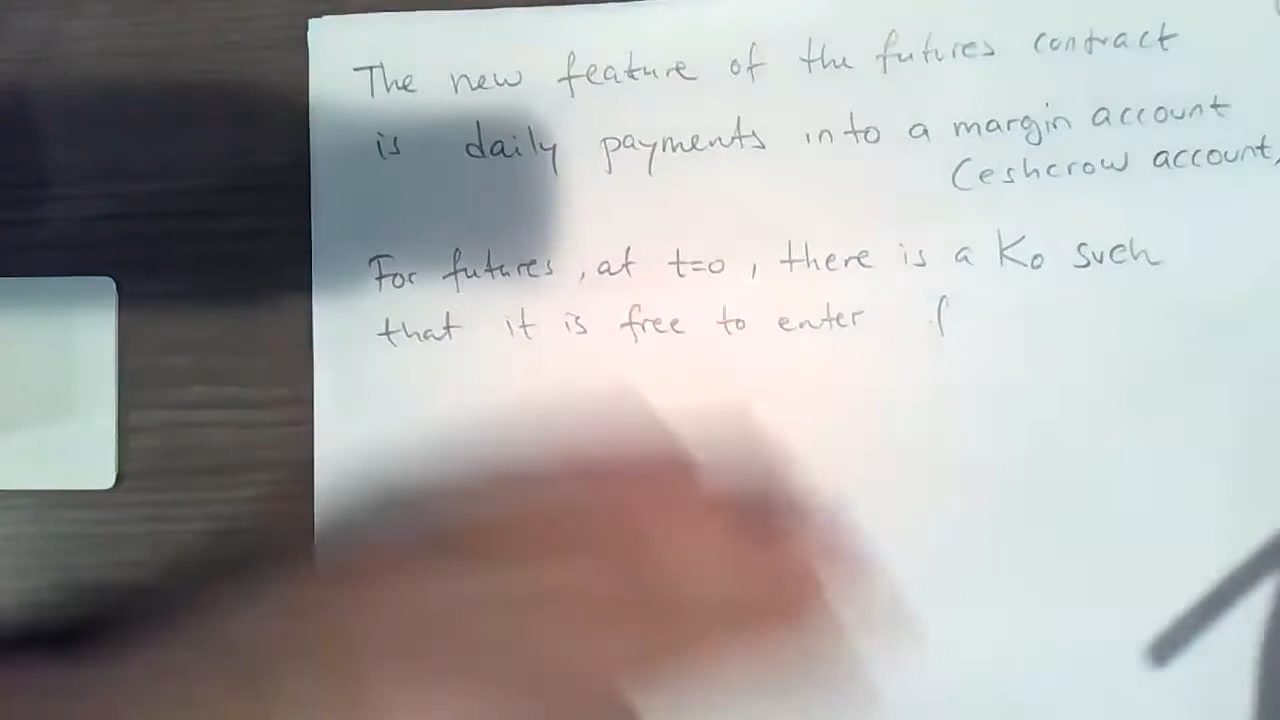 The new feature of the futures contract
is daily payments into a margin account
(eshcrow account,
For futures, at t=0, there is a K₀ such
that it is free to enter (